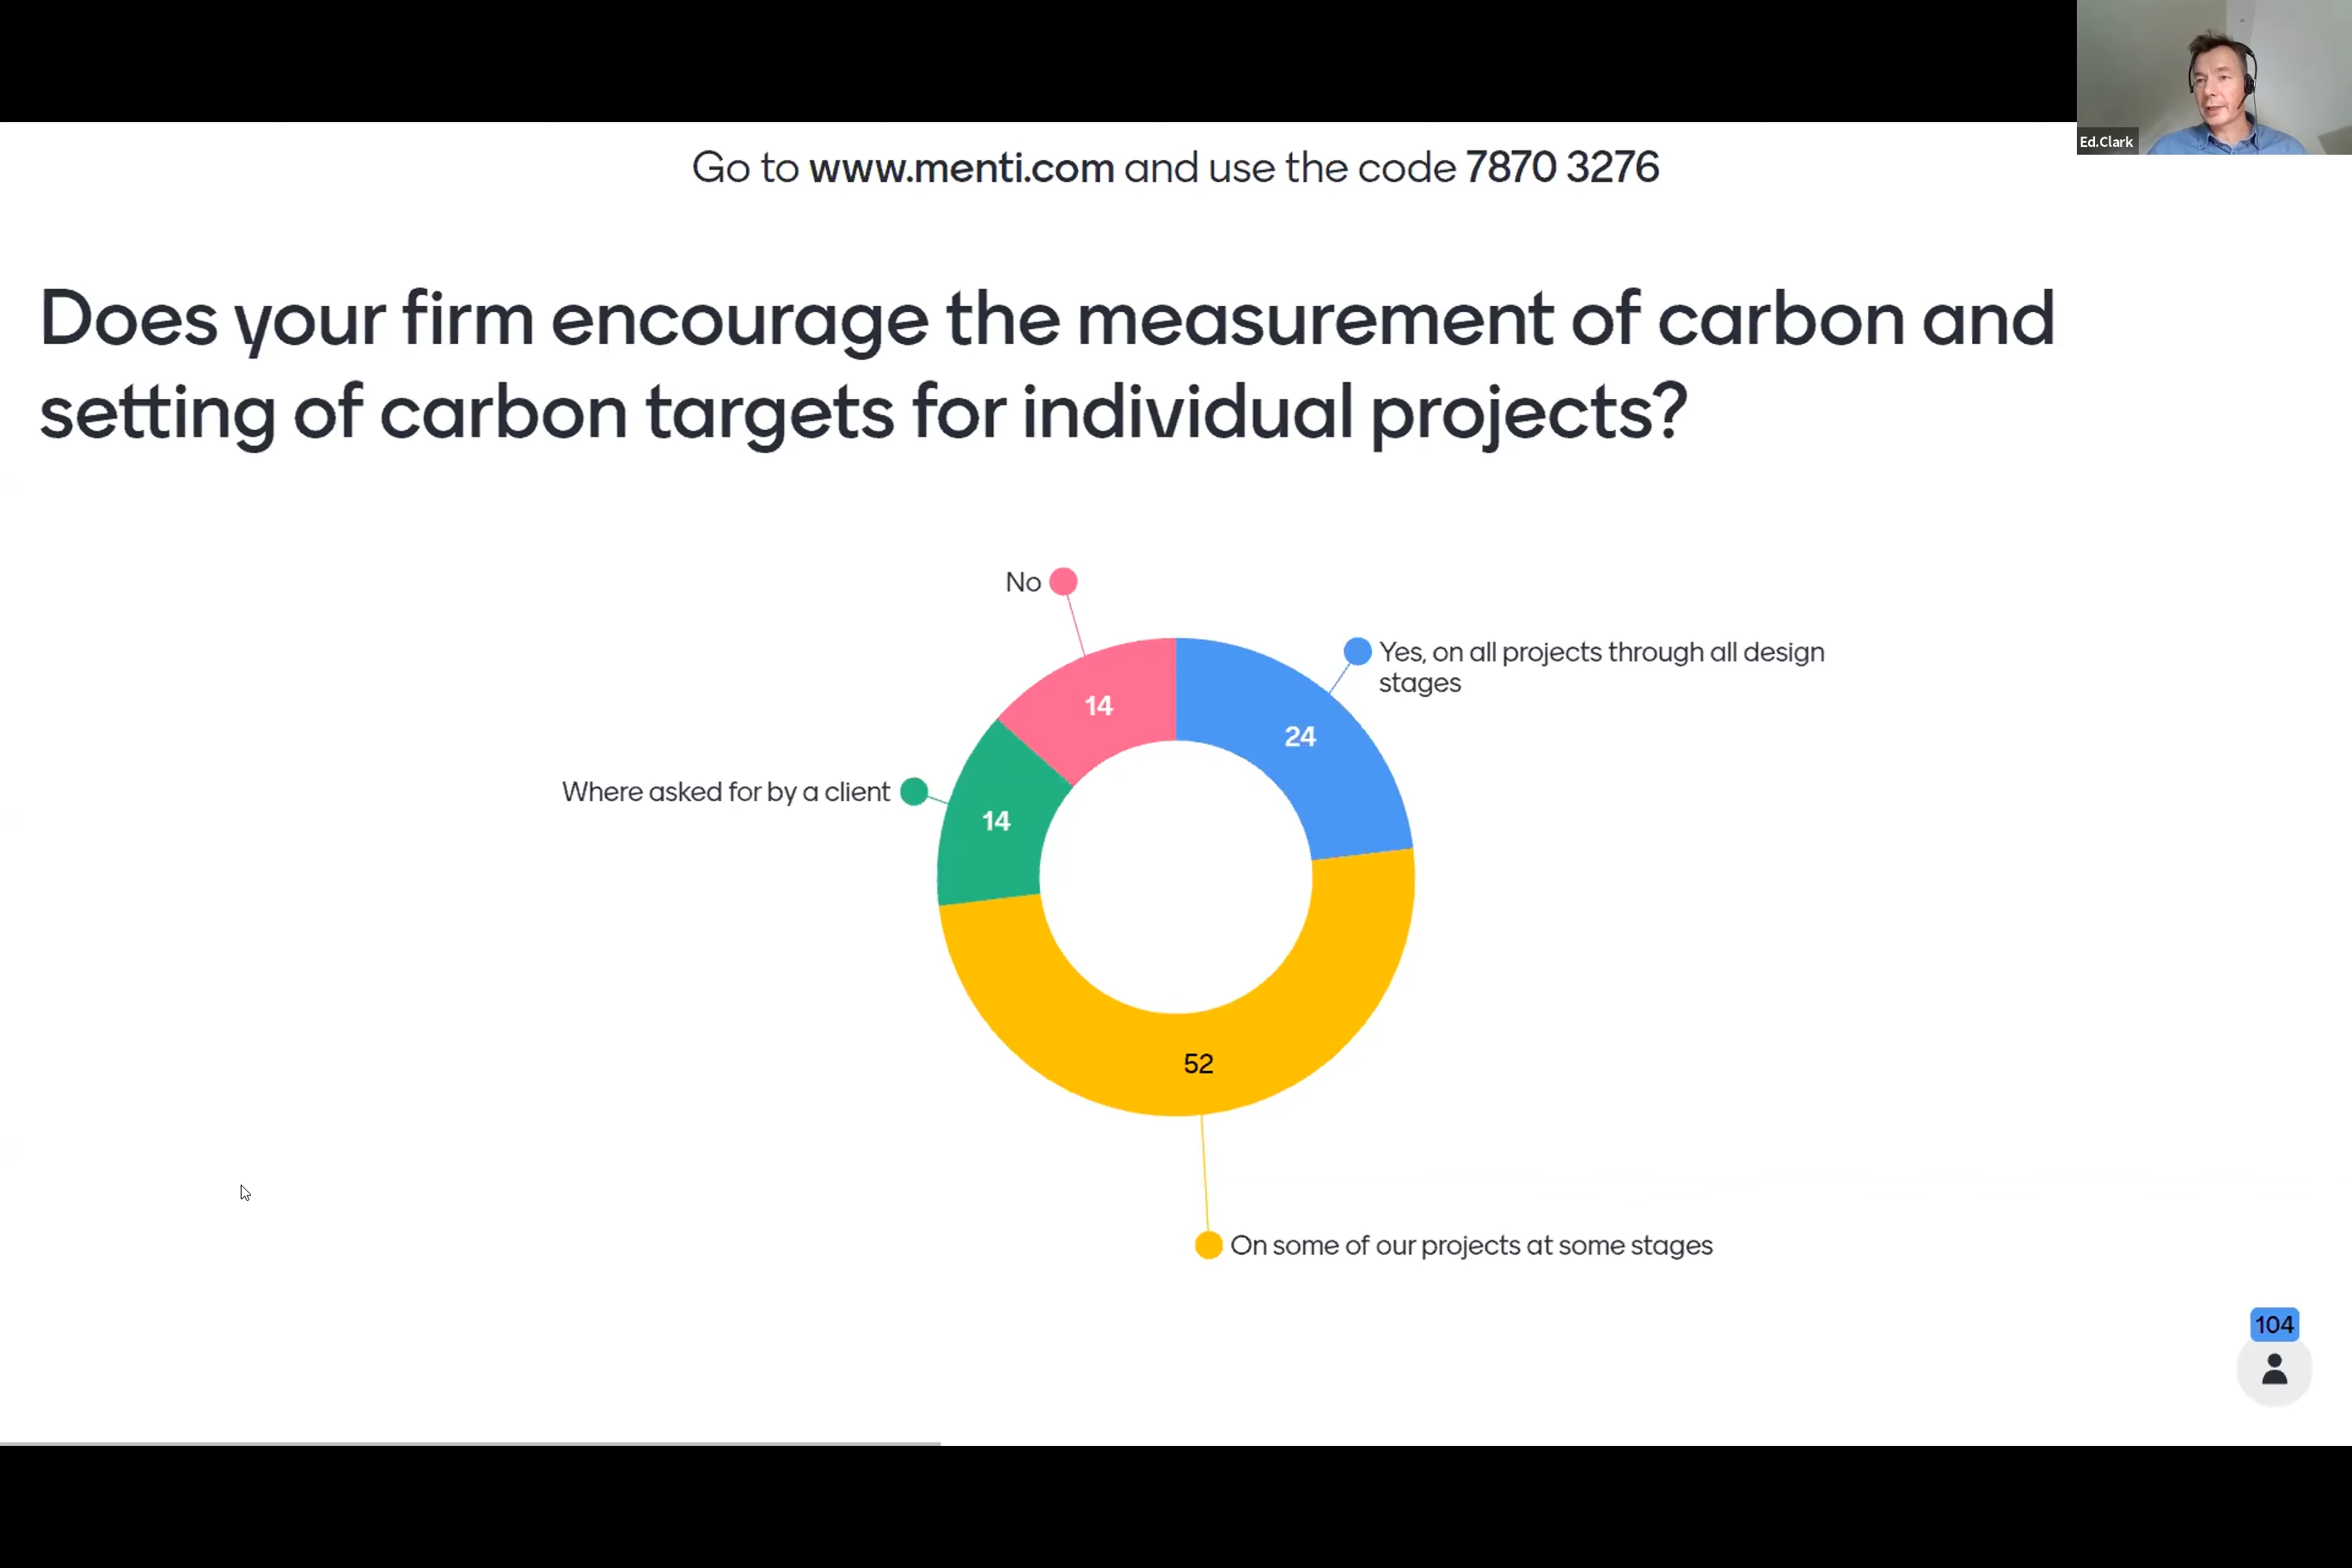 Ed.Clark
Go to www.menti.com and use the code 7870 3276
Does your firm encourage the measurement of carbon and
setting of carbon targets for individual projects?
No
Yes, on all projects through all design
stages
14
24
Where asked for by a client
14
52
On some of our projects at some stages
104